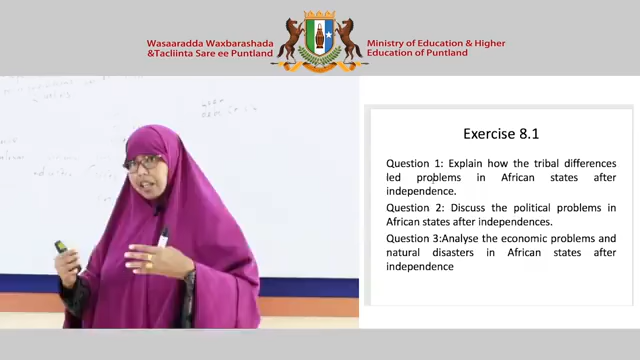 Wasaaradda Waxbarashada
&Tacliinta Sare ee Puntland
Ministry of Education & Higher
Education of Puntland
Exercise 8.1
Question 1: Explain how the tribal differences
led problems in African states after
independence.
Question 2: Discuss the political problems in
African states after independences.
Question 3:Analyse the economic problems and
natural disasters in African states after
independence